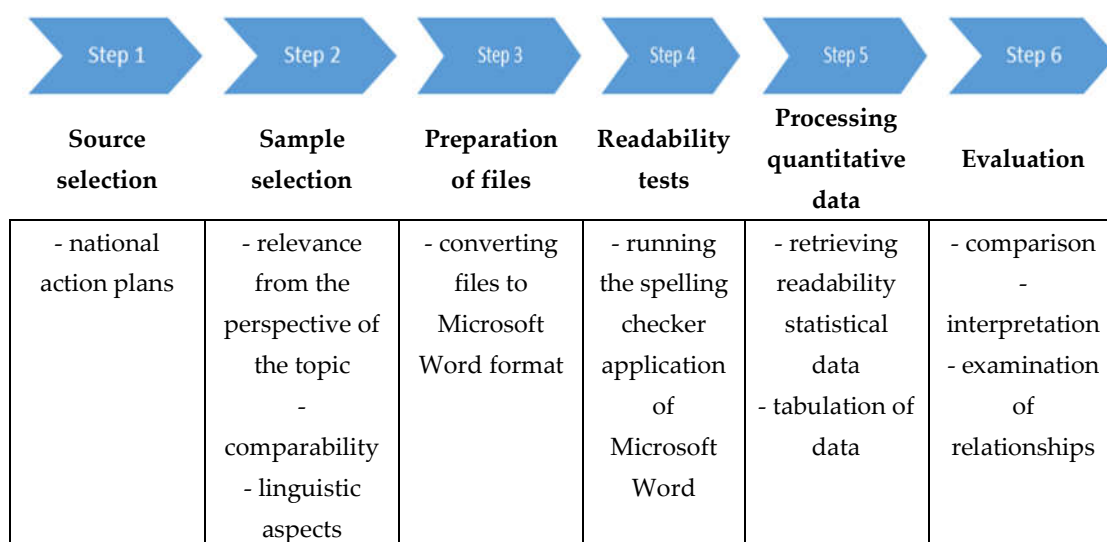 Step 1
Step 2
Step 3
Step 4
Step 5
Step 6
Source
selection
Sample
selection
Preparation
of files
Readability
tests
Processing
quantitative
data
Evaluation
- national
action plans
- relevance
from the
perspective of
the topic
-
comparability
- linguistic
aspects
- converting
files to
Microsoft
Word format
- running
the spelling
checker
application
of
Microsoft
Word
- retrieving
readability
statistical
data
- tabulation of
data
- comparison
-
interpretation
- examination
of
relationships